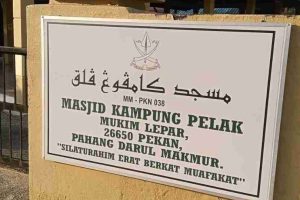 مسجد كامڤوڠ ڤلق
MM - PKN 038
MASJID KAMPUNG PELAK
MUKIM LEPAR,
26650 PEKAN,
PAHANG DARUL MAKMUR.
"SILATURAHIM ERAT BERKAT MUAFAKAT"